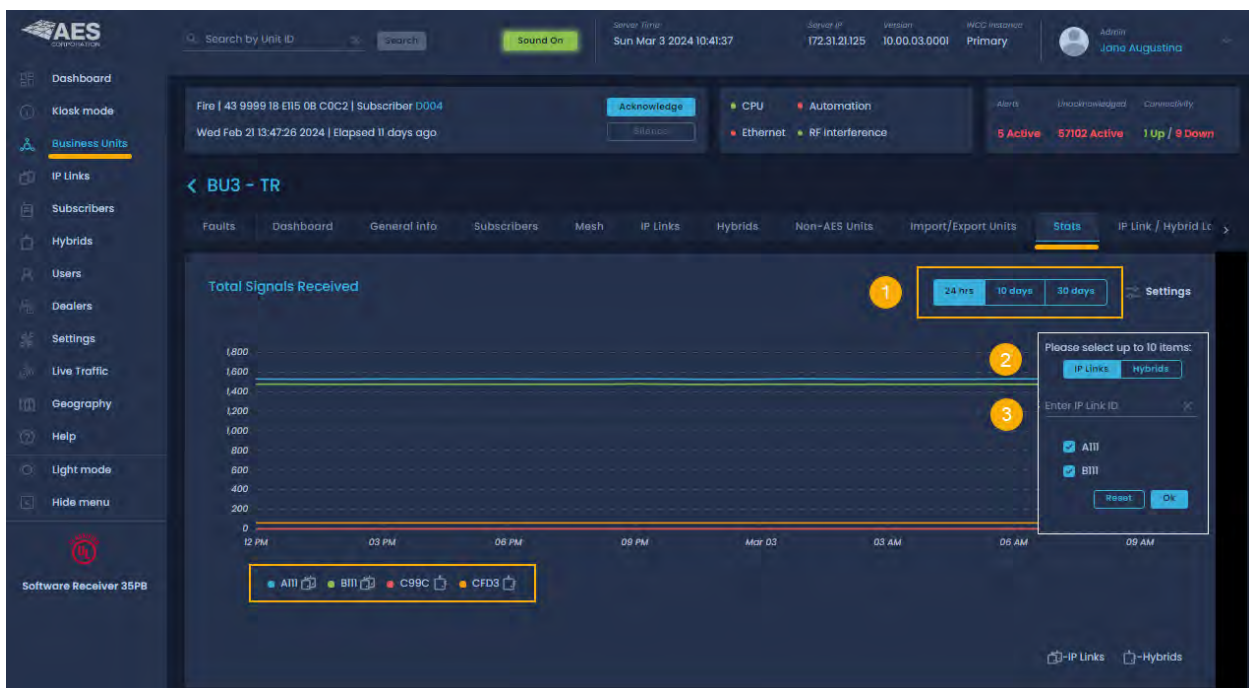 AES
CORPORATION
Search by Unit ID
Search
Sound On
Server Time
Sun Mar 3 2024 10:41:37
Server IP
172.31.21.125
Version
10.00.03.0001
INCC Instance
Primary
Admin
Jane Augustina
Dashboard
Kiosk mode
Business Units
IP Links
Subscribers
Hybrids
Users
Dealers
Settings
Live Traffic
Geography
Help
Light mode
Hide menu
UL
Software Receiver 35PB
Fire | 43 9999 18 E115 0B C0C2 | Subscriber D004
Wed Feb 21 13:47:26 2024 | Elapsed 11 days ago
Acknowledge
Silence
CPU
Automation
Ethernet
RF Interference
Alerts
Unacknowledged
Connectivity
5 Active
57102 Active
1 Up / 9 Down
BU3 - TR
Faults Dashboard General info Subscribers Mesh IP Links Hybrids Non-AES Units Import/Export Units Stats IP Link / Hybrid Lc
Total Signals Received
1
24 hrs 10 days 30 days
Settings
2
Please select up to 10 items:
IP Links Hybrids
3
Enter IP Link ID
A111
B111
Reset Ok
1,800
1,600
1,400
1,200
1,000
800
600
400
200
0
12 PM 03 PM 06 PM 09 PM Mar 03 03 AM 06 AM 09 AM
A111 B111 C99C CFD3
-IP Links -Hybrids